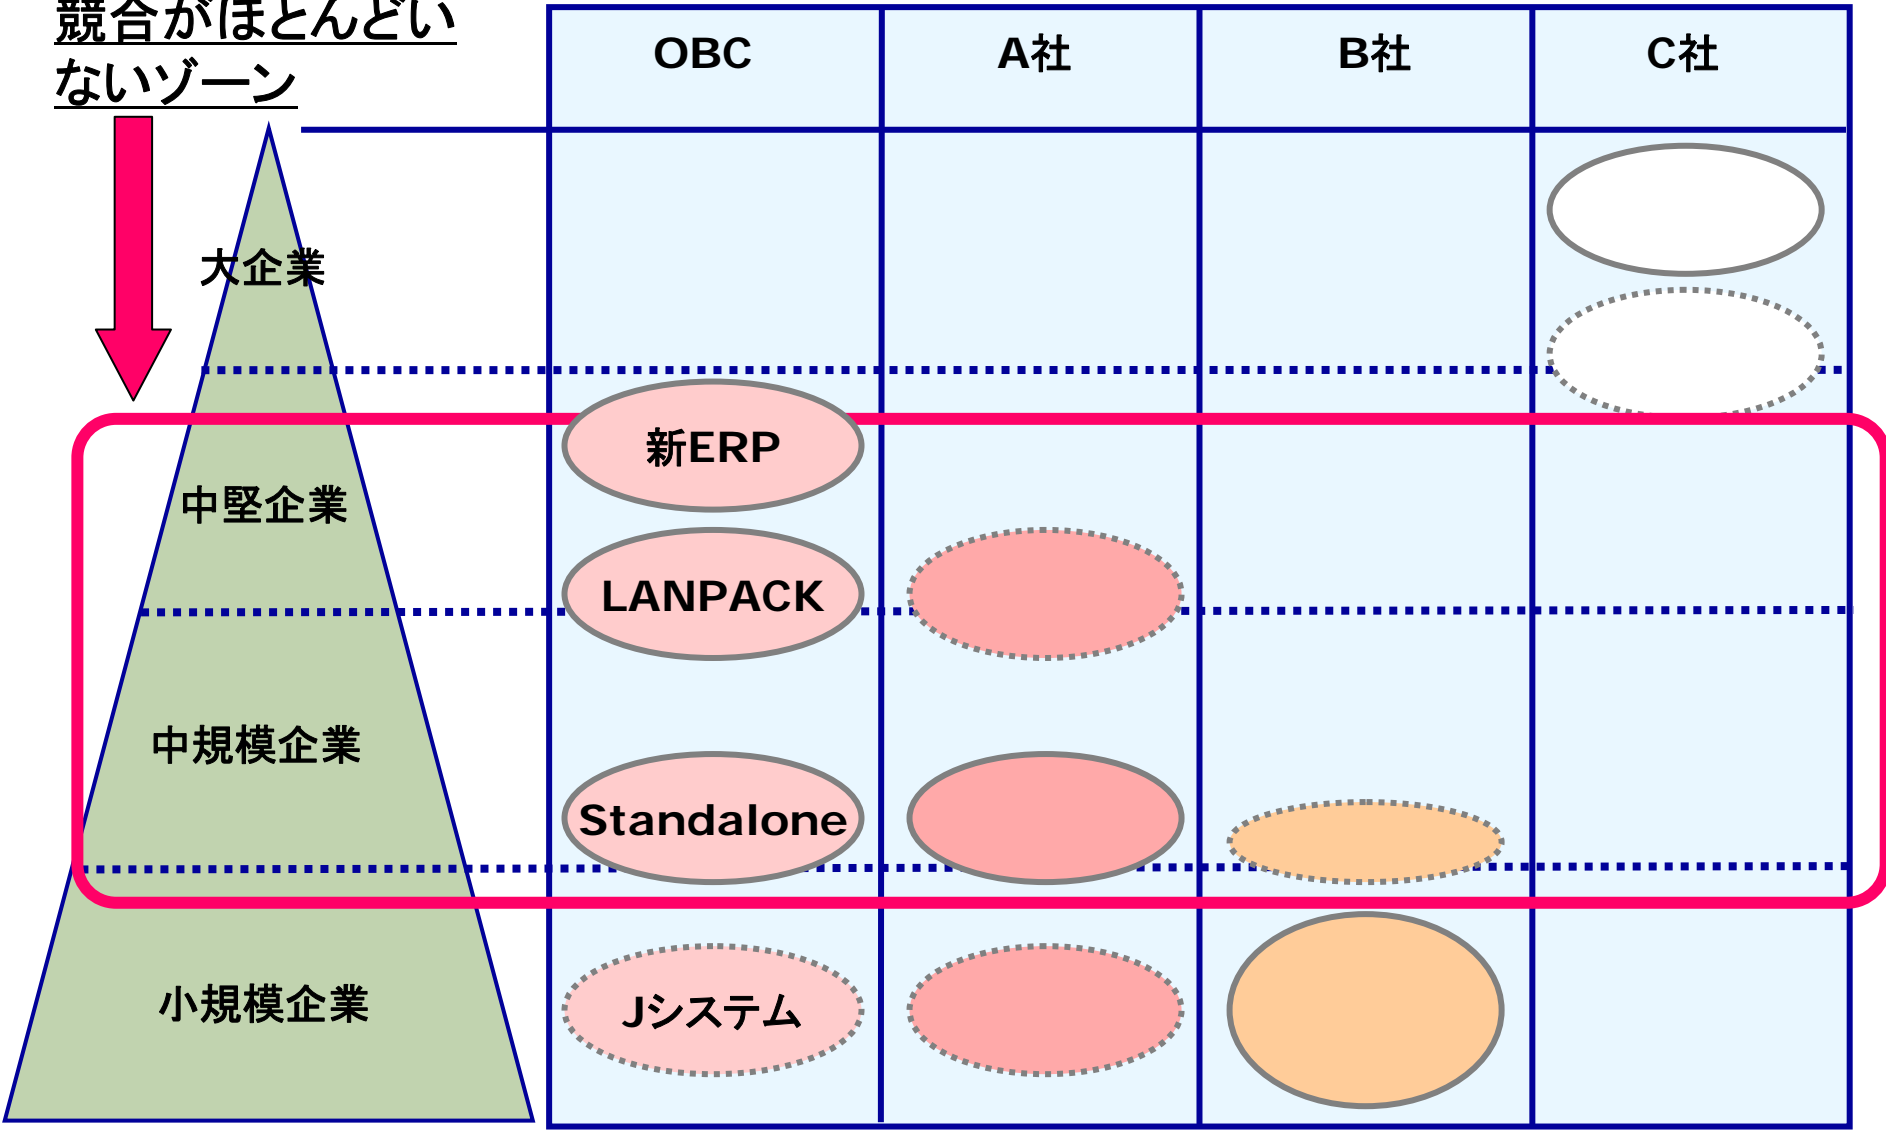 競合がほとんどい
ないゾーン
OBC
A社
B社
C社
大企業
新ERP
中堅企業
LANPACK
中規模企業
Standalone
小規模企業
Jシステム